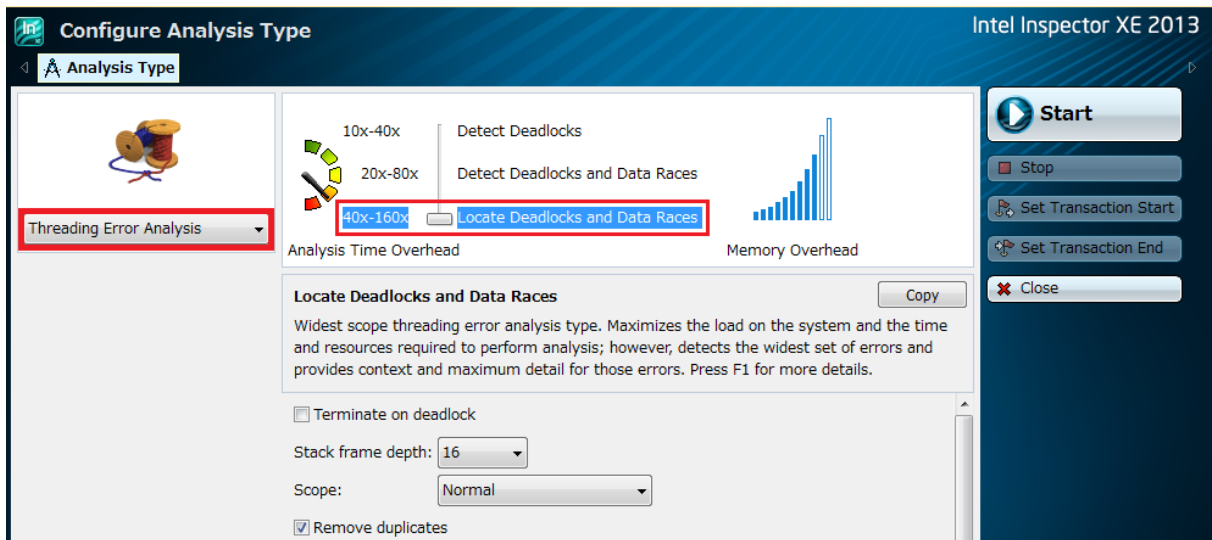 Configure Analysis Type
Intel Inspector XE 2013
Analysis Type
Threading Error Analysis
10x-40x Detect Deadlocks
20x-80x Detect Deadlocks and Data Races
40x-160x Locate Deadlocks and Data Races
Analysis Time Overhead
Memory Overhead
Locate Deadlocks and Data Races
Copy
Widest scope threading error analysis type. Maximizes the load on the system and the time
and resources required to perform analysis; however, detects the widest set of errors and
provides context and maximum detail for those errors. Press F1 for more details.
Terminate on deadlock
Stack frame depth: 16
Scope: Normal
Remove duplicates
Start
Stop
Set Transaction Start
Set Transaction End
Close